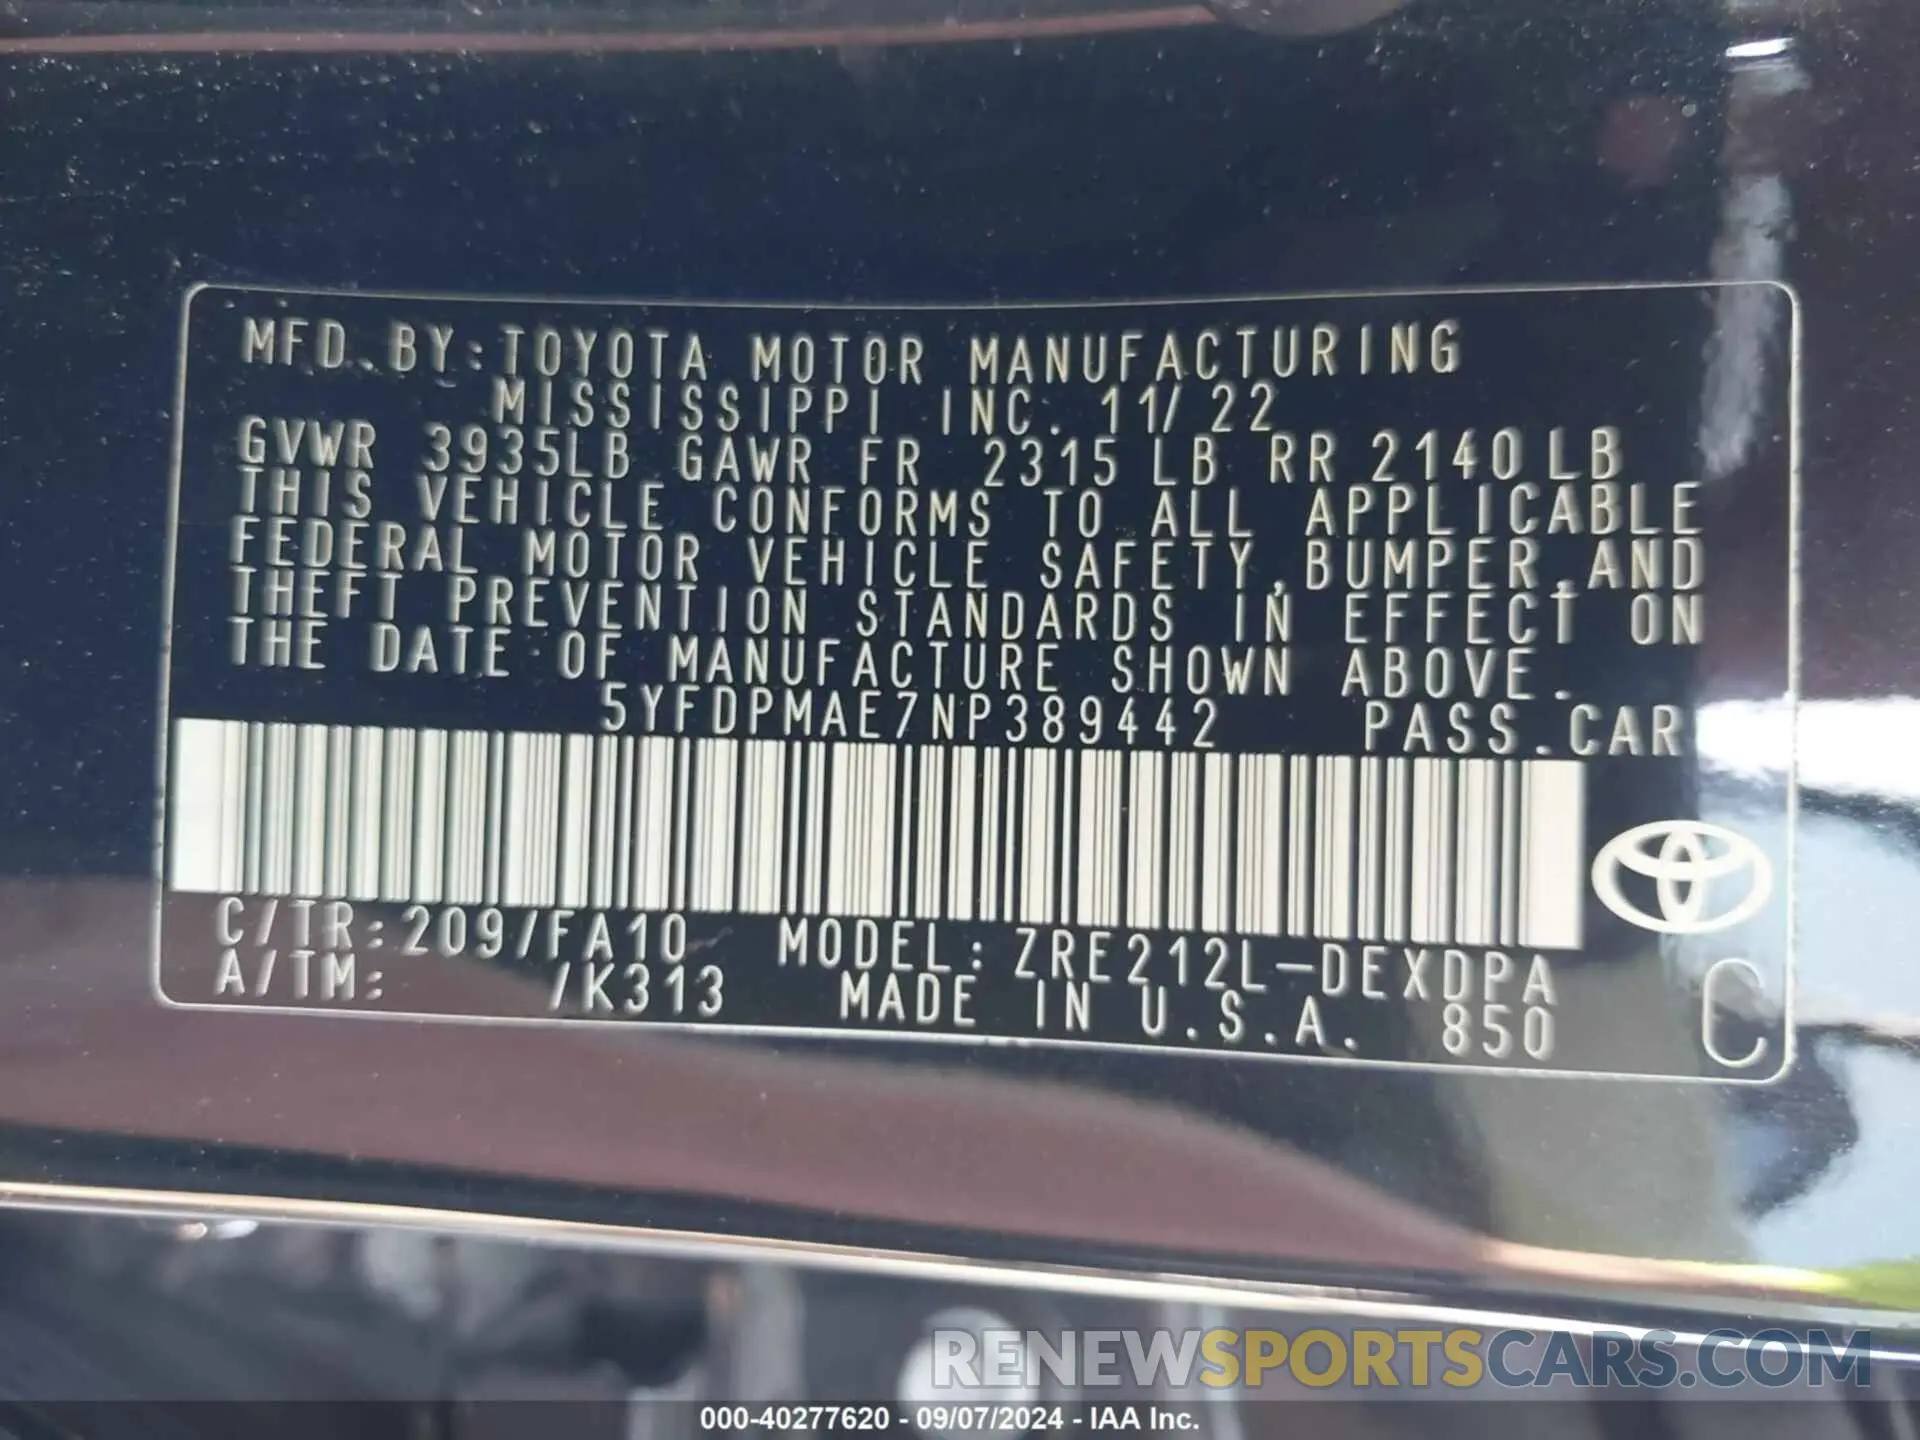 MFD. BY: TOYOTA MOTOR MANUFACTURING
MISSISSIPPI INC. 11/22
GVWR 3935LB GAWR FR 2315 LB RR 2140LB
THIS VEHICLE CONFORMS TO ALL APPLICABLE
FEDERAL MOTOR VEHICLE SAFETY, BUMPER, AND
THEFT PREVENTION STANDARDS IN EFFECT ON
THE DATE OF MANUFACTURE SHOWN ABOVE.
5YFDPMAE7NP389442 PASS. CAR
C/TR: 209/FA10 MODEL: ZRE212L-DEXDPA
A/TM: /K313 MADE IN U.S.A. 850
C
RENEWSPORTSCARS.COM
000-40277620 - 09/07/2024 - IAA Inc.